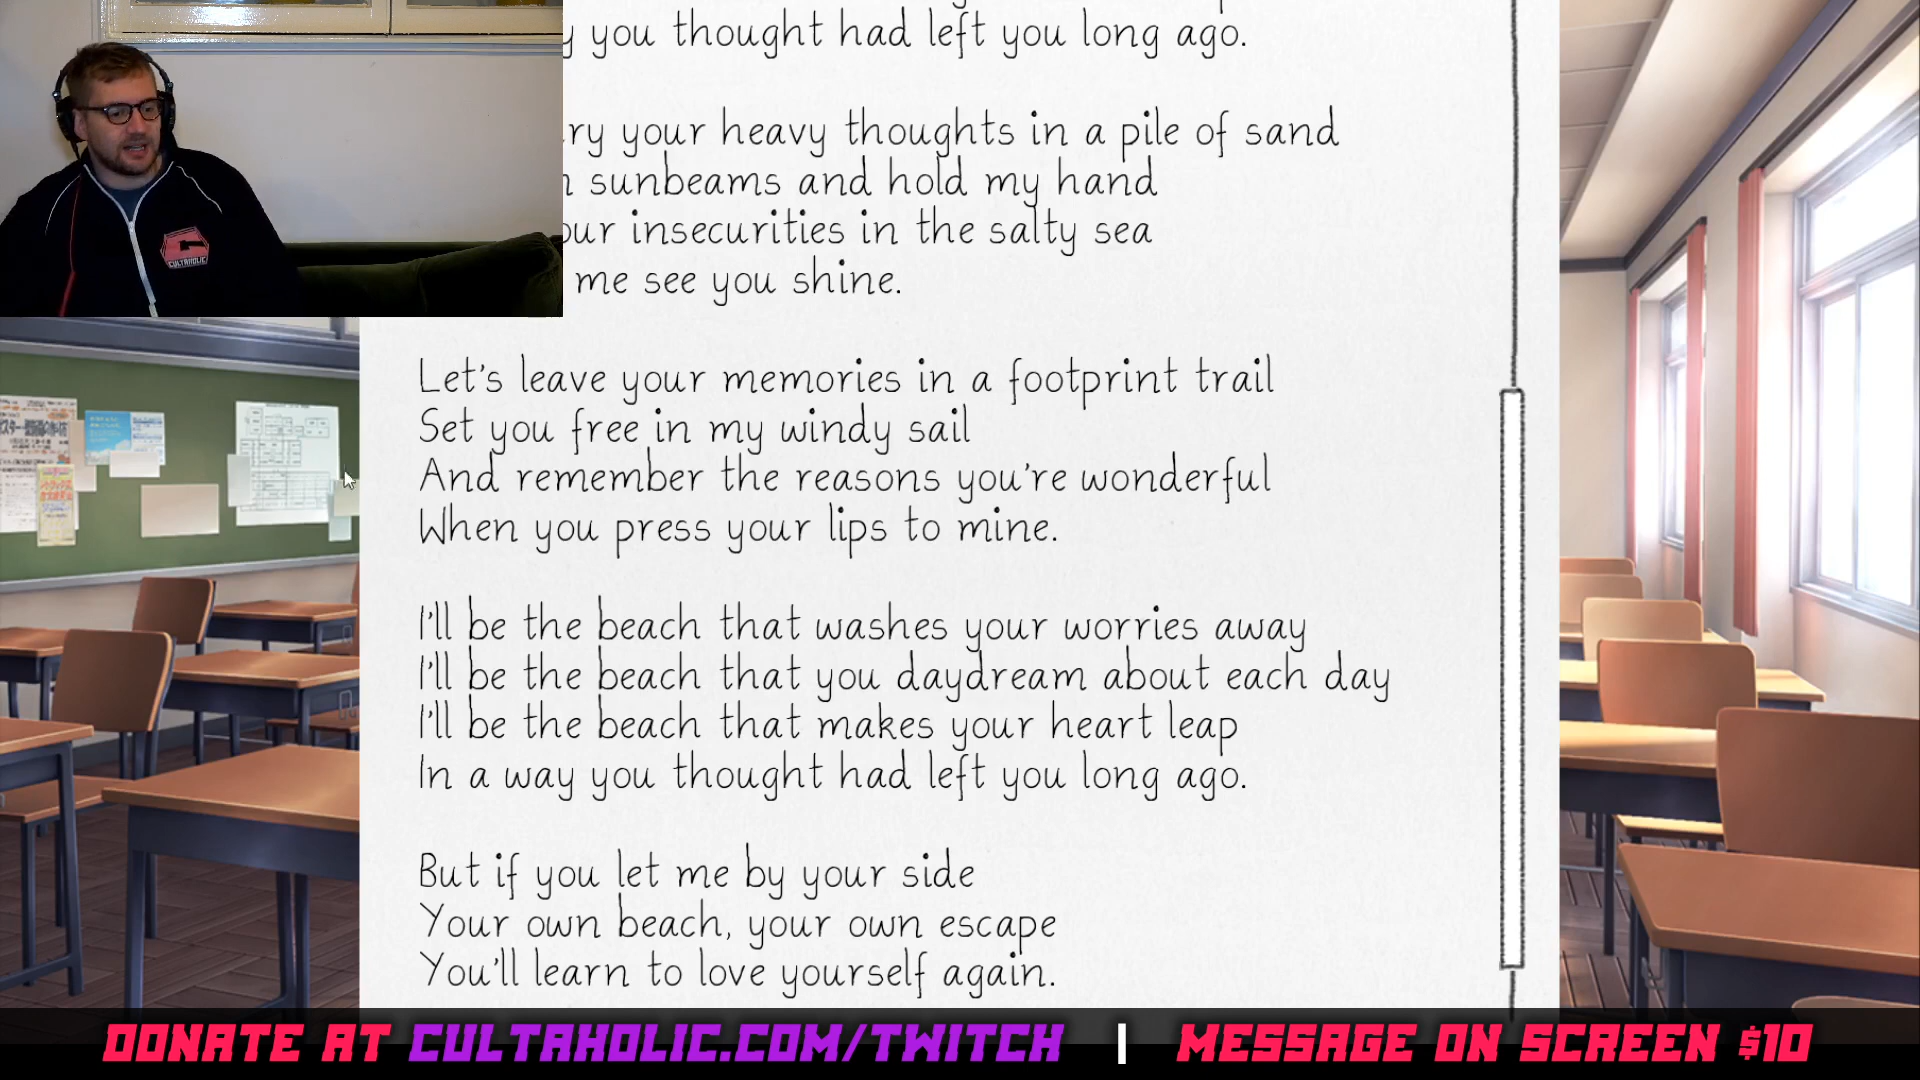 you thought had left you long ago.
your heavy thoughts in a pile of sand
sunbeams and hold my hand
insecurities in the salty sea
me see you shine.
Let's leave your memories in a footprint trail
Set you free in my windy sail
And remember the reasons you're wonderful
When you press your lips to mine.
I'll be the beach that washes your worries away
I'll be the beach that you daydream about each day
I'll be the beach that makes your heart leap
In a way you thought had left you long ago.
But if you let me by your side
Your own beach, your own escape
You'll learn to love yourself again.
CULTAHOLIC
DONATE AT CULTAHOLIC.COM/TWITCH | MESSAGE ON SCREEN $10